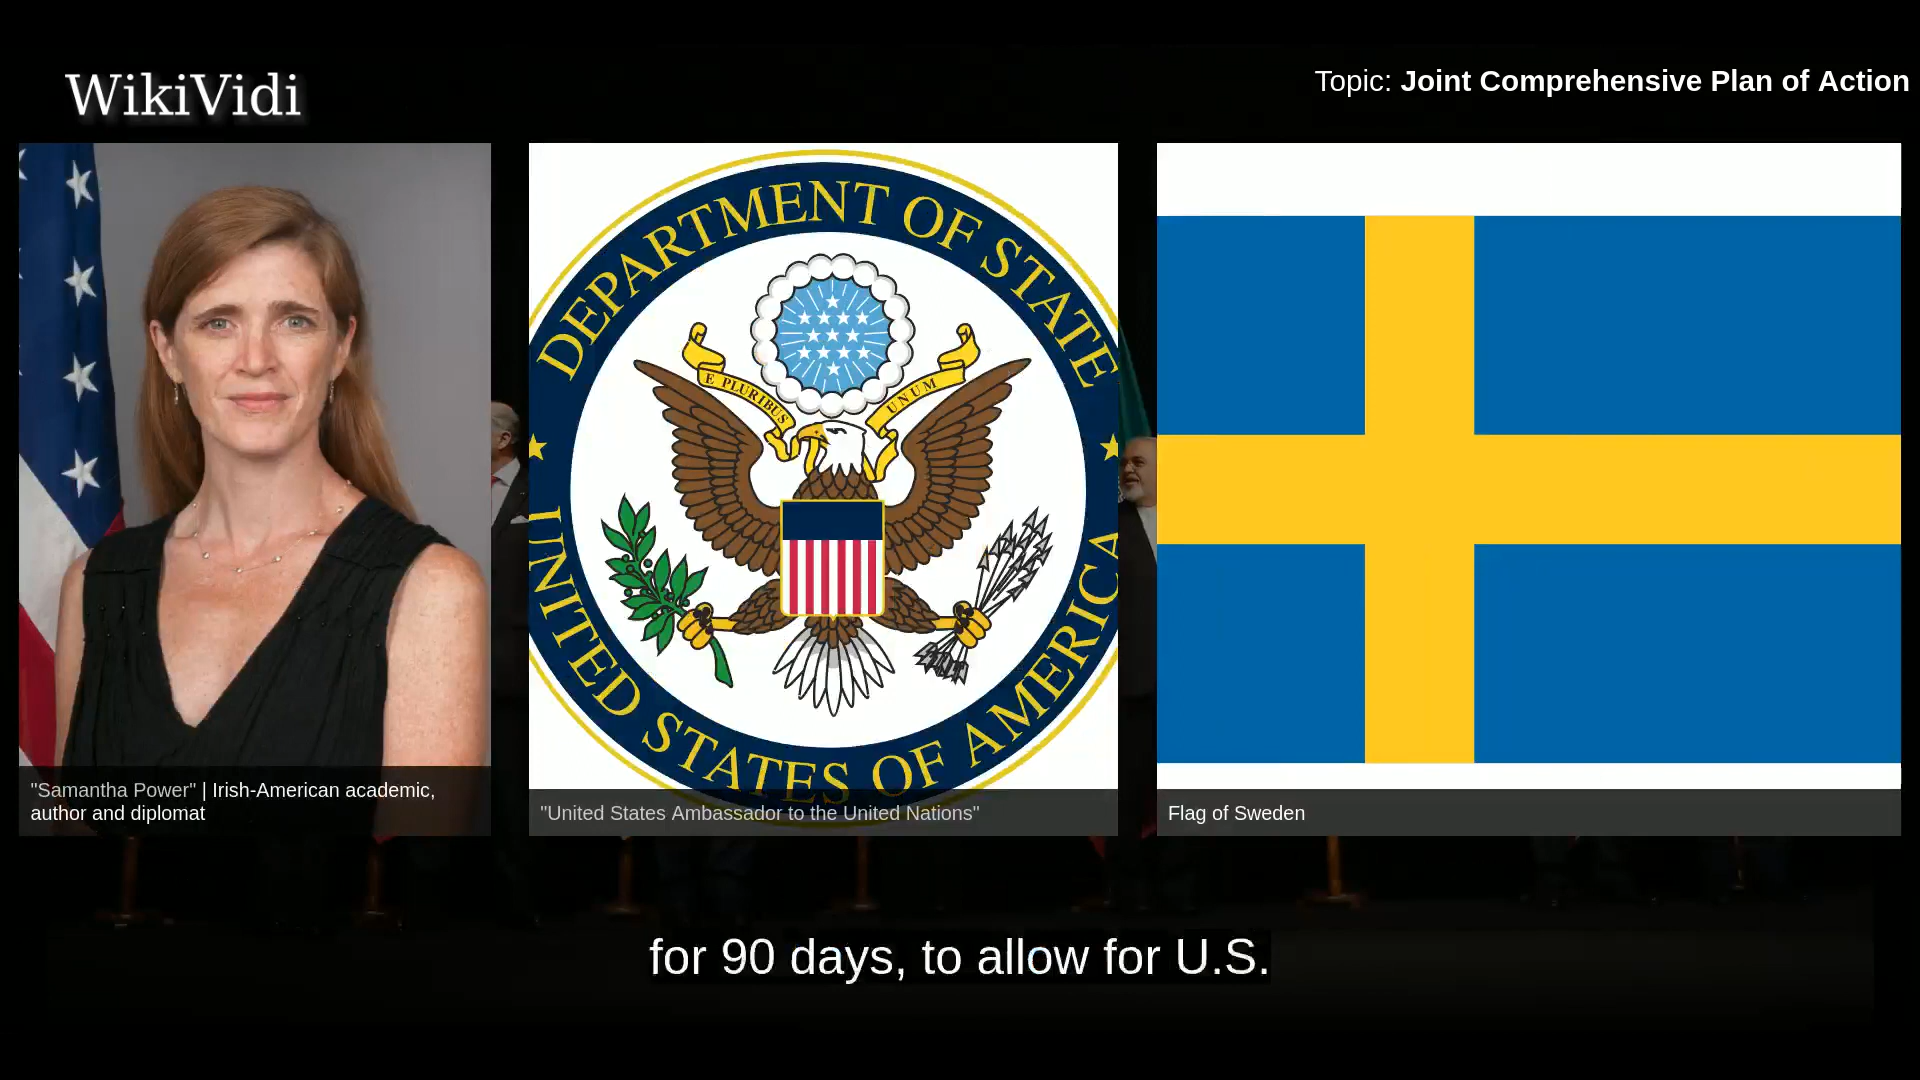 WikiVidi
Topic: Joint Comprehensive Plan of Action
DEPARTMENT OF STATE
E PLURIBUS UNUM
UNITED STATES OF AMERICA
"Samantha Power" | Irish-American academic,
author and diplomat
"United States Ambassador to the United Nations"
Flag of Sweden
for 90 days, to allow for U.S.